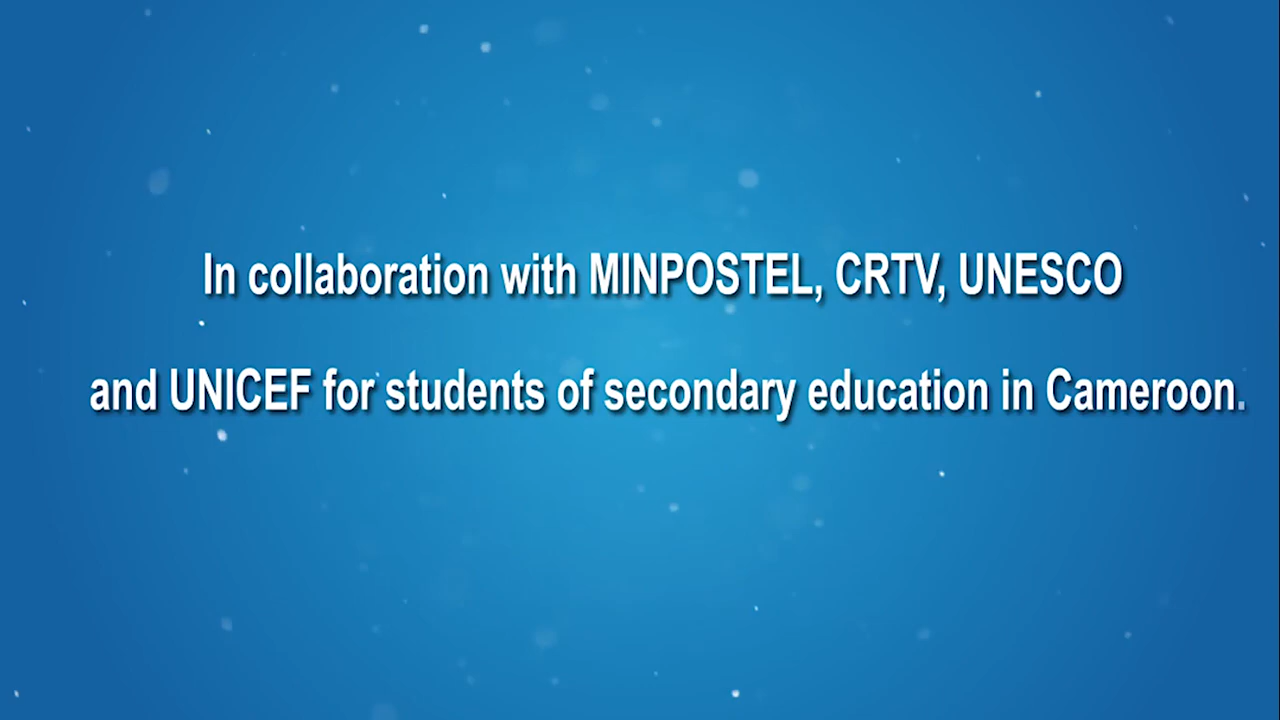 In collaboration with MINPOSTEL, CRTV, UNESCO
and UNICEF for students of secondary education in Cameroon.